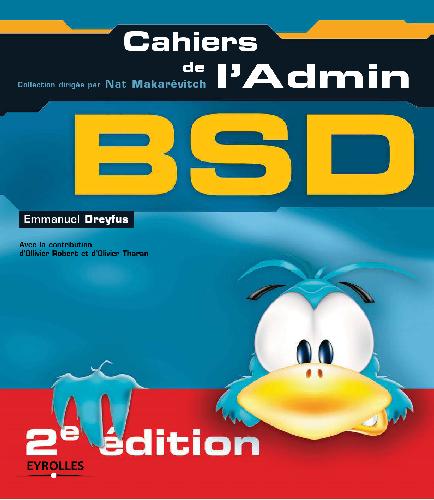 Cahiers
de
l'Admin
Collection dirigée par Nat Makarévitch
BSD
Emmanuel Dreyfus
Avec la contribution
d'Ollivier Robert et d'Olivier Tharan
2e édition
EYROLLES